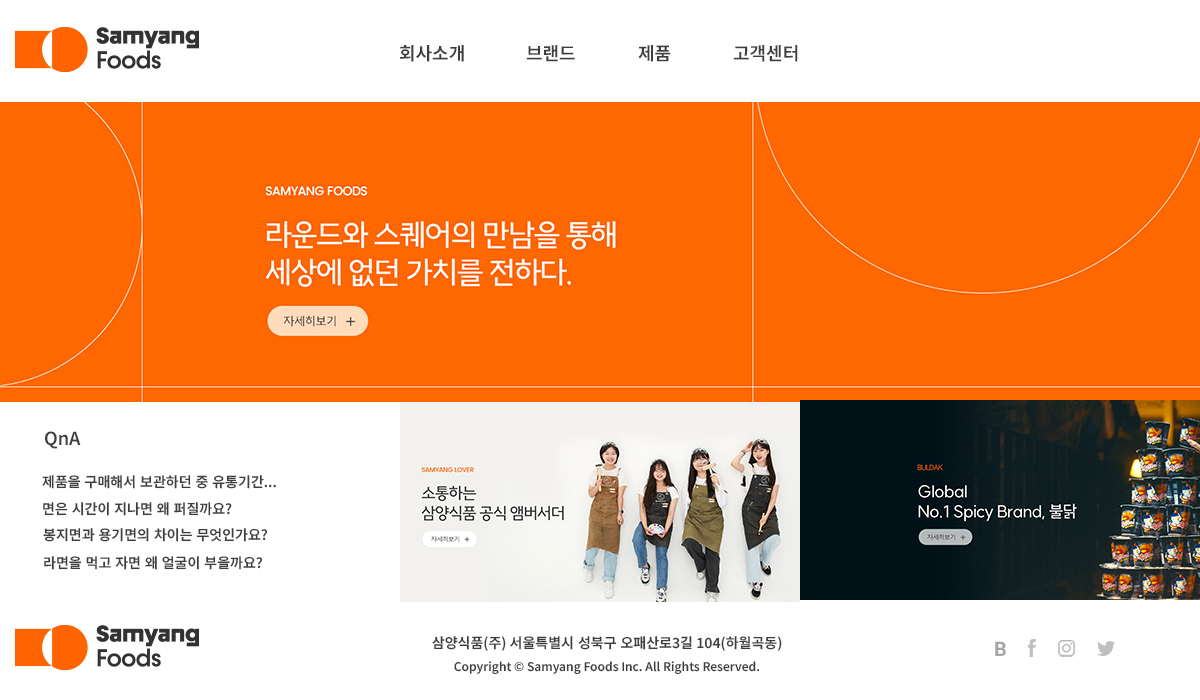 Samyang
Foods
회사소개
브랜드
제품
고객센터
SAMYANG FOODS
라운드와 스퀘어의 만남을 통해
세상에 없던 가치를 전하다.
자세히보기 +
QnA
제품을 구매해서 보관하던 중 유통기간...
면은 시간이 지나면 왜 퍼질까요?
봉지면과 용기면의 차이는 무엇인가요?
라면을 먹고 자면 왜 얼굴이 부을까요?
SAMYANG LOVER
소통하는
삼양식품 공식 앰버서더
자세히보기 +
BULDAK
Global
No.1 Spicy Brand, 불닭
자세히보기 +
Samyang
Foods
삼양식품(주) 서울특별시 성북구 오패산로3길 104(하월곡동)
Copyright © Samyang Foods Inc. All Rights Reserved.
B